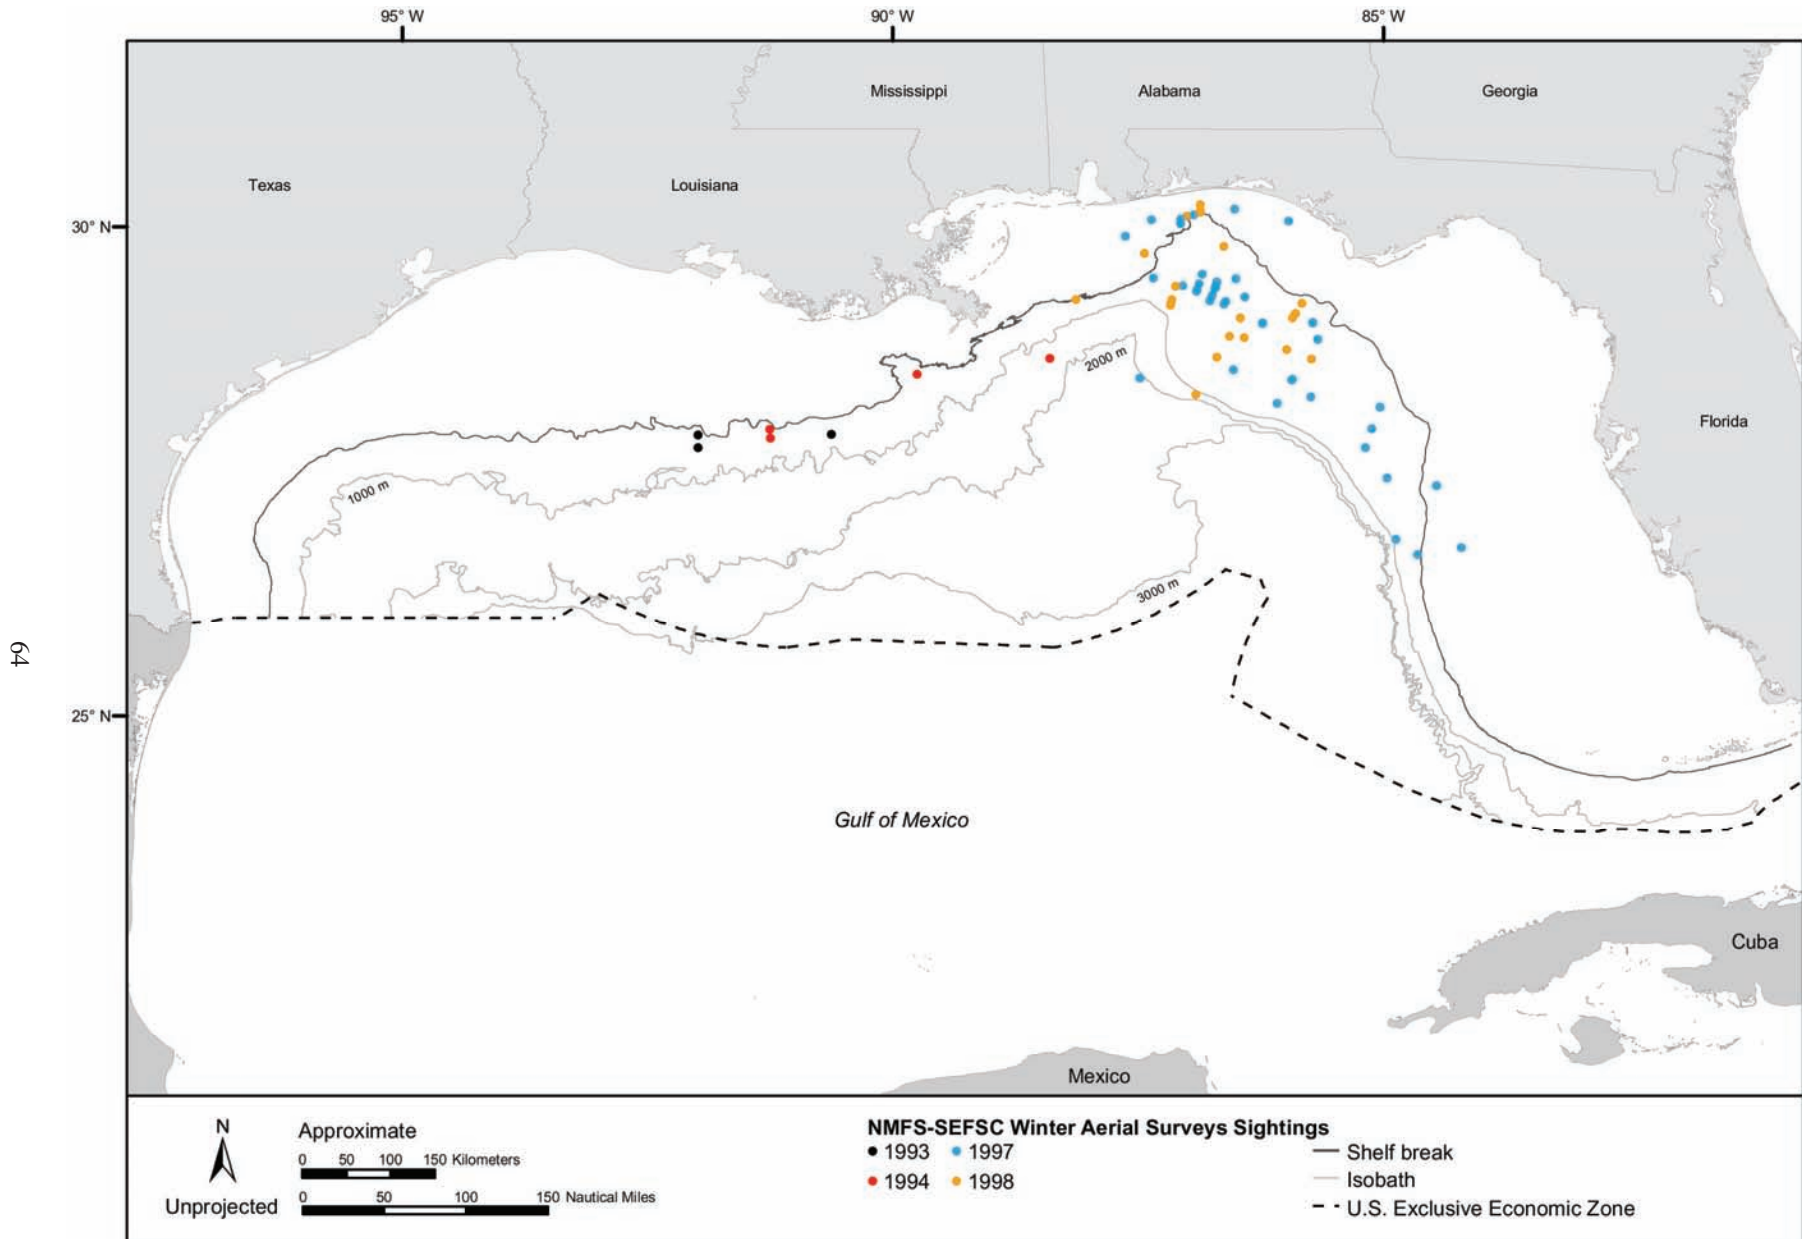 95° W
90° W
85° W
Mississippi
Alabama
Georgia
Texas
Louisiana
30° N
2000 m
Florida
1000 m
3000 m
64
25° N
Gulf of Mexico
Cuba
Mexico
N
Unprojected
Approximate
0 50 100 150 Kilometers
0 50 100 150 Nautical Miles
NMFS-SEFSC Winter Aerial Surveys Sightings
1993 1997
1994 1998
Shelf break
Isobath
U.S. Exclusive Economic Zone